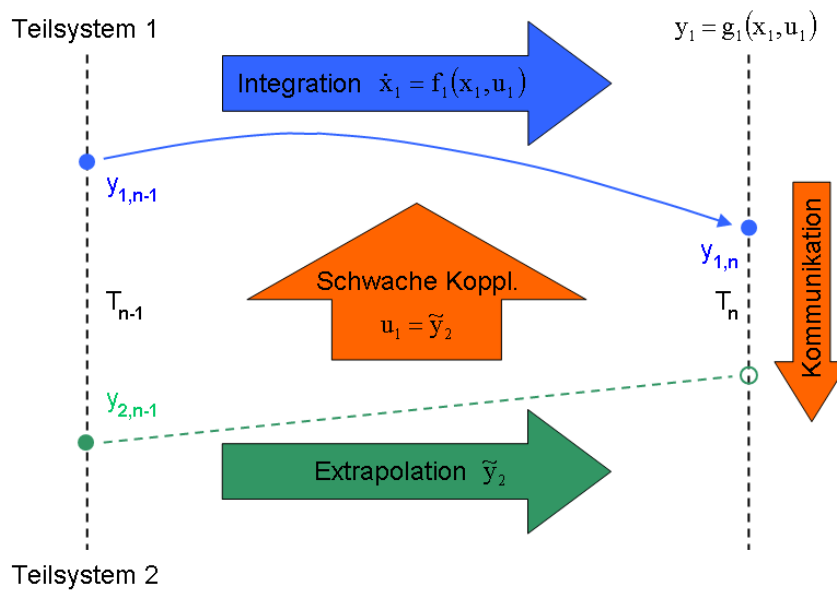 Teilsystem 1
y₁ = g₁(x₁,u₁)
Integration ẋ₁ = f₁(x₁,u₁)
y₁,ₙ₋₁
Kommunikation
y₁,ₙ
Schwache Koppl.
Tₙ₋₁
Tₙ
u₁ = ỹ₂
y₂,ₙ₋₁
Extrapolation ỹ₂
Teilsystem 2